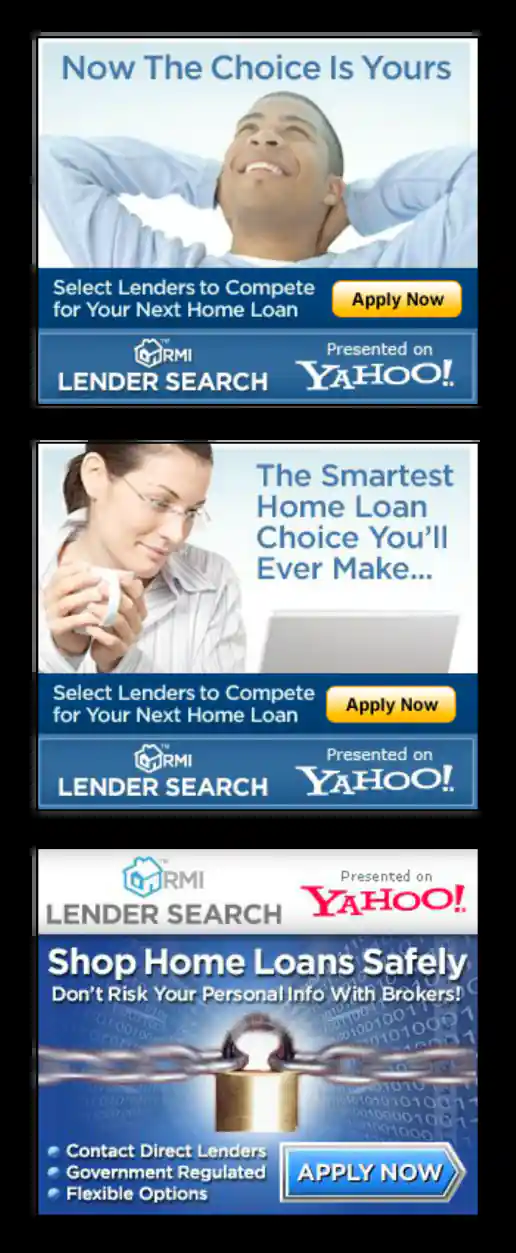 Now The Choice Is Yours
Select Lenders to Compete
for Your Next Home Loan
Apply Now
RMI
LENDER SEARCH
Presented on
YAHOO!
The Smartest
Home Loan
Choice You'll
Ever Make...
Select Lenders to Compete
for Your Next Home Loan
Apply Now
RMI
LENDER SEARCH
Presented on
YAHOO!
RMI
LENDER SEARCH
Presented on
YAHOO!
Shop Home Loans Safely
Don't Risk Your Personal Info With Brokers!
Contact Direct Lenders
Government Regulated
Flexible Options
APPLY NOW